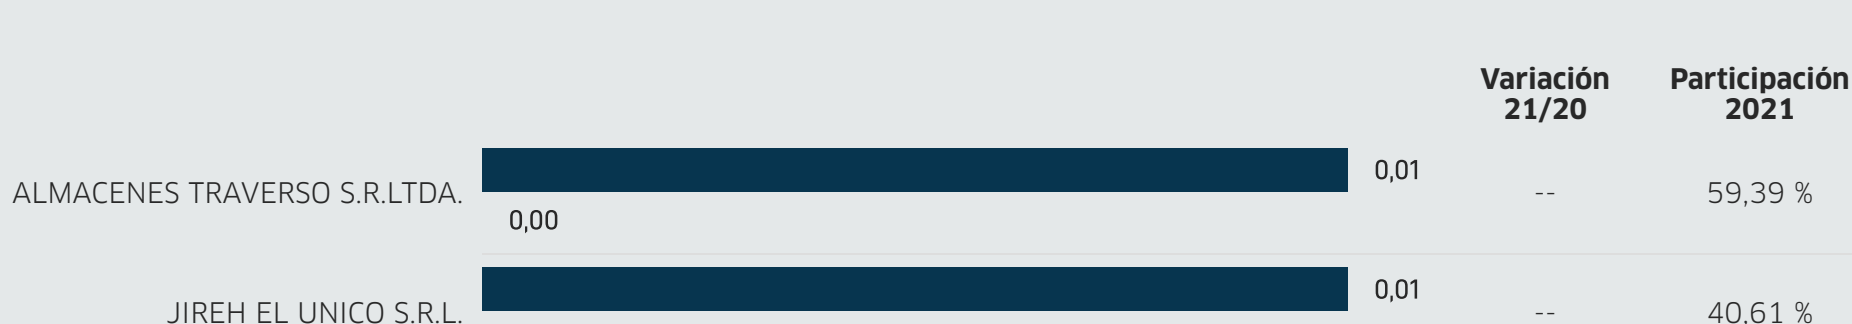 Variación Participación
21/20 2021
0,01
ALMACENES TRAVERSO S.R.LTDA. -- 59,39 %
0,00
0,01
JIREH EL UNICO S.R.L. -- 40,61 %